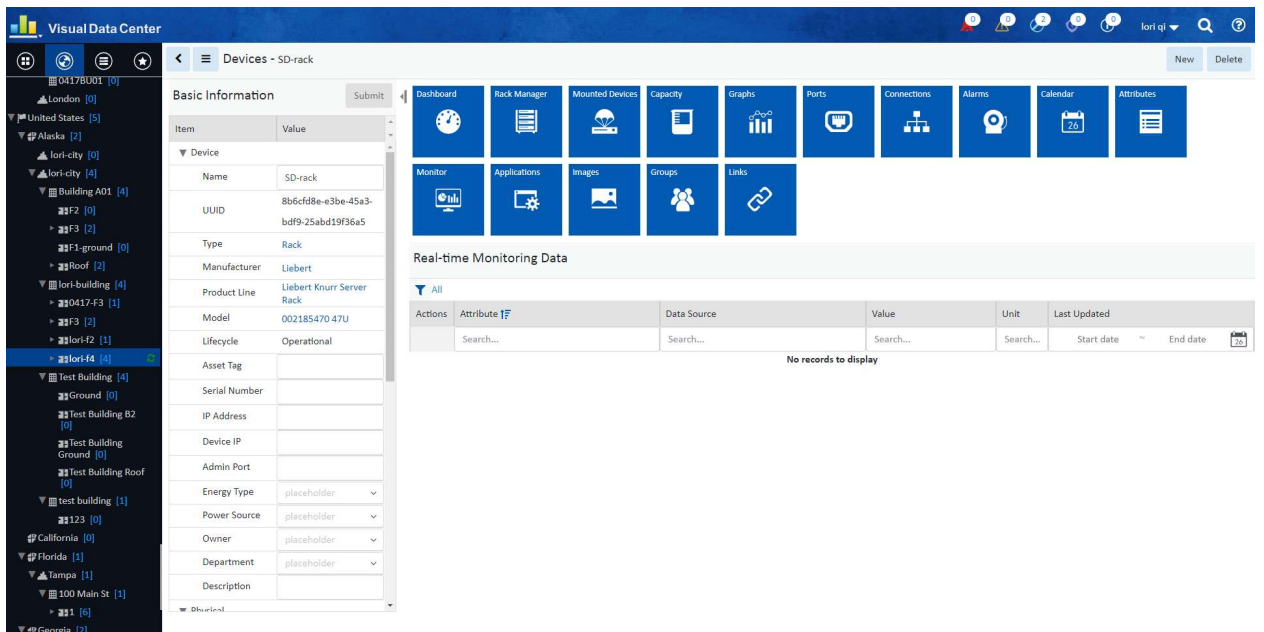 Visual Data Center
0
0
2
0
0
lori qi
Devices - SD-rack
New
Delete
0417BU01 [0]
London [0]
United States [5]
Alaska [2]
lori-city [0]
lori-city [4]
Building A01 [4]
F2 [0]
F3 [2]
F1-ground [0]
Roof [2]
lori-building [4]
0417-F3 [1]
F3 [2]
lori-f2 [1]
lori-f4 [4]
Test Building [4]
Ground [0]
Test Building B2
[0]
Test Building
Ground [0]
Test Building Roof
[0]
test building [1]
123 [0]
California [0]
Florida [1]
Tampa [1]
100 Main St [1]
1 [6]
Georgia [2]
Basic Information
Submit
Item Value
Device
Name SD-rack
UUID 8b6cfd8e-e3be-45a3-
bdf9-25abd19f36a5
Type Rack
Manufacturer Liebert
Product Line Liebert Knurr Server
Rack
Model 002185470 47U
Lifecycle Operational
Asset Tag
Serial Number
IP Address
Device IP
Admin Port
Energy Type placeholder
Power Source placeholder
Owner placeholder
Department placeholder
Description
Physical
Dashboard
Rack Manager
Mounted Devices
Capacity
Graphs
Ports
Connections
Alarms
Calendar
26
Attributes
Monitor
Applications
Images
Groups
Links
Real-time Monitoring Data
All
Actions Attribute Data Source Value Unit Last Updated
Search... Search... Search... Search... Start date ~ End date 26
No records to display